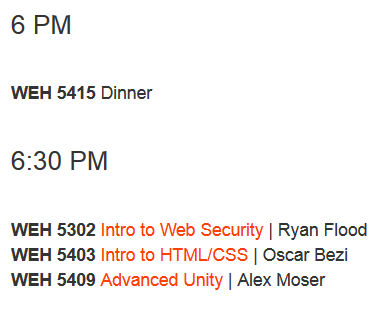 6 PM
WEH 5415 Dinner
6:30 PM
WEH 5302 Intro to Web Security | Ryan Flood
WEH 5403 Intro to HTML/CSS | Oscar Bezi
WEH 5409 Advanced Unity | Alex Moser